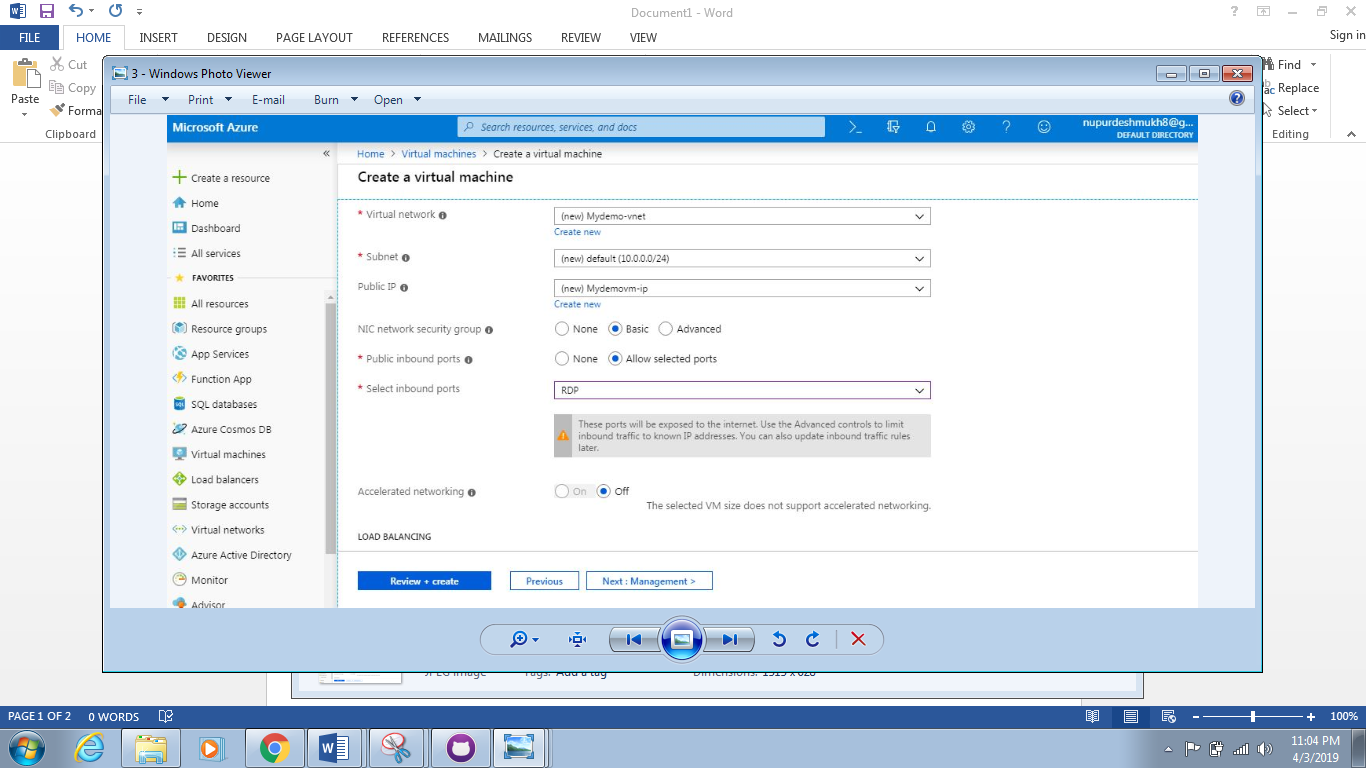 Document1 - Word
FILE HOME INSERT DESIGN PAGE LAYOUT REFERENCES MAILINGS REVIEW VIEW Sign in
Paste
Cut
Copy
Forma
Clipboard
Find
Replace
Select
Editing
3 - Windows Photo Viewer
File Print E-mail Burn Open
Microsoft Azure
Search resources, services, and docs
nupurdeshmukh8@g...
DEFAULT DIRECTORY
Create a resource
Home
Dashboard
All services
FAVORITES
All resources
Resource groups
App Services
Function App
SQL databases
Azure Cosmos DB
Virtual machines
Load balancers
Storage accounts
Virtual networks
Azure Active Directory
Monitor
Advisor
Home > Virtual machines > Create a virtual machine
Create a virtual machine
* Virtual network
(new) Mydemo-vnet
Create new
* Subnet
(new) default (10.0.0.0/24)
Public IP
(new) Mydemovm-ip
Create new
NIC network security group
None Basic Advanced
* Public inbound ports
None Allow selected ports
* Select inbound ports
RDP
These ports will be exposed to the internet. Use the Advanced controls to limit
inbound traffic to known IP addresses. You can also update inbound traffic rules
later.
Accelerated networking
On Off
The selected VM size does not support accelerated networking.
LOAD BALANCING
Review + create Previous Next : Management >
JPEG image Tags: Add a tag Dimensions:
PAGE 1 OF 2 0 WORDS 100%
11:04 PM
4/3/2019